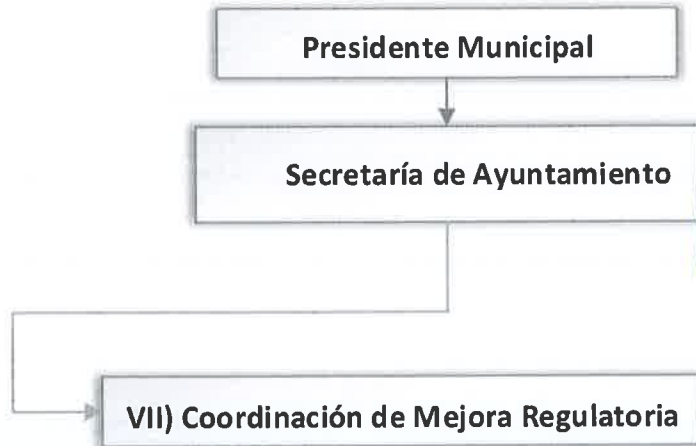 Presidente Municipal
Secretaría de Ayuntamiento
VII) Coordinación de Mejora Regulatoria